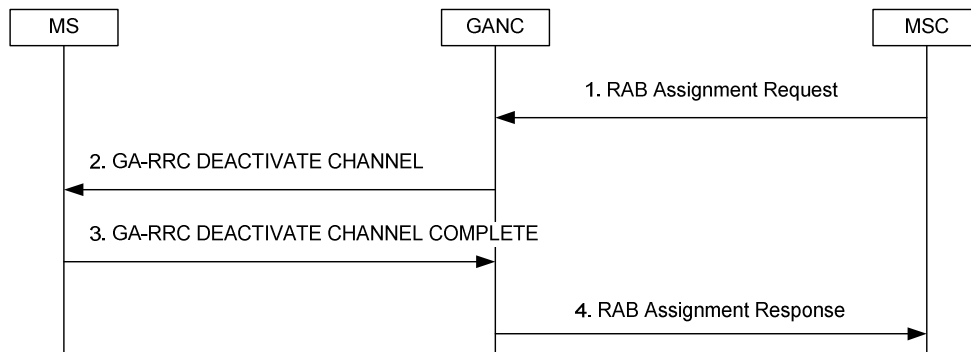 MS
GANC
MSC
1. RAB Assignment Request
2. GA-RRC DEACTIVATE CHANNEL
3. GA-RRC DEACTIVATE CHANNEL COMPLETE
4. RAB Assignment Response